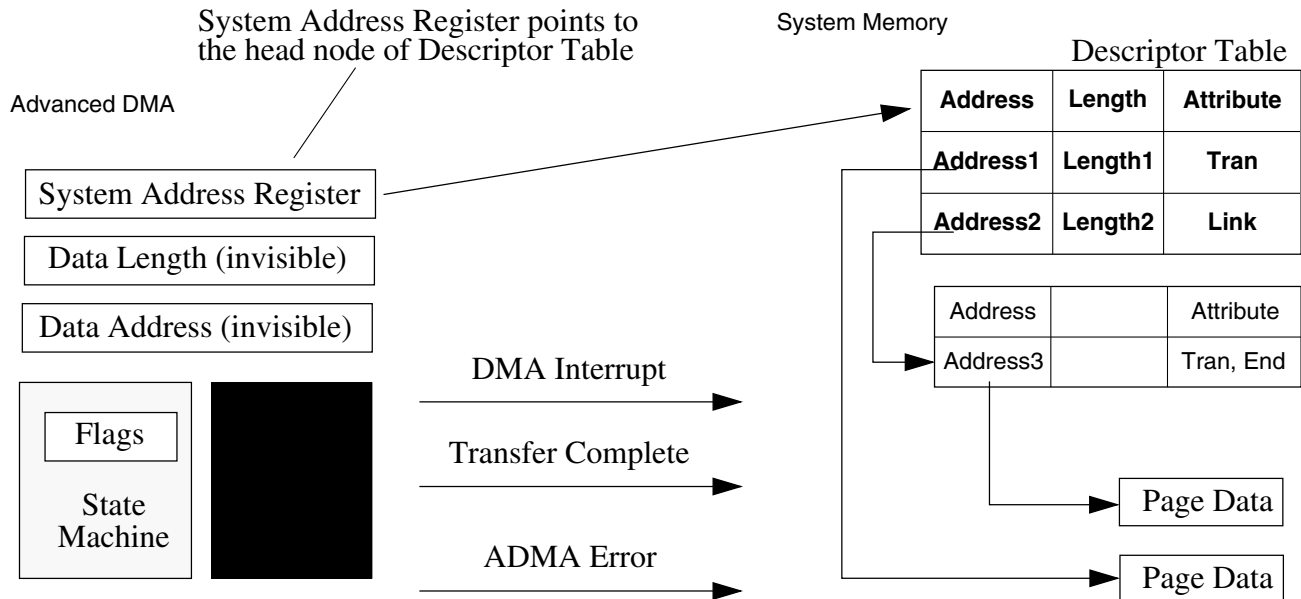 System Address Register points to
the head node of Descriptor Table
System Memory
Descriptor Table
Advanced DMA
Address Length Attribute
Address1 Length1 Tran
Address2 Length2 Link
System Address Register
Data Length (invisible)
Data Address (invisible)
Address Attribute
Address3 Tran, End
DMA Interrupt
Flags
Transfer Complete
State
Machine
Page Data
ADMA Error
Page Data